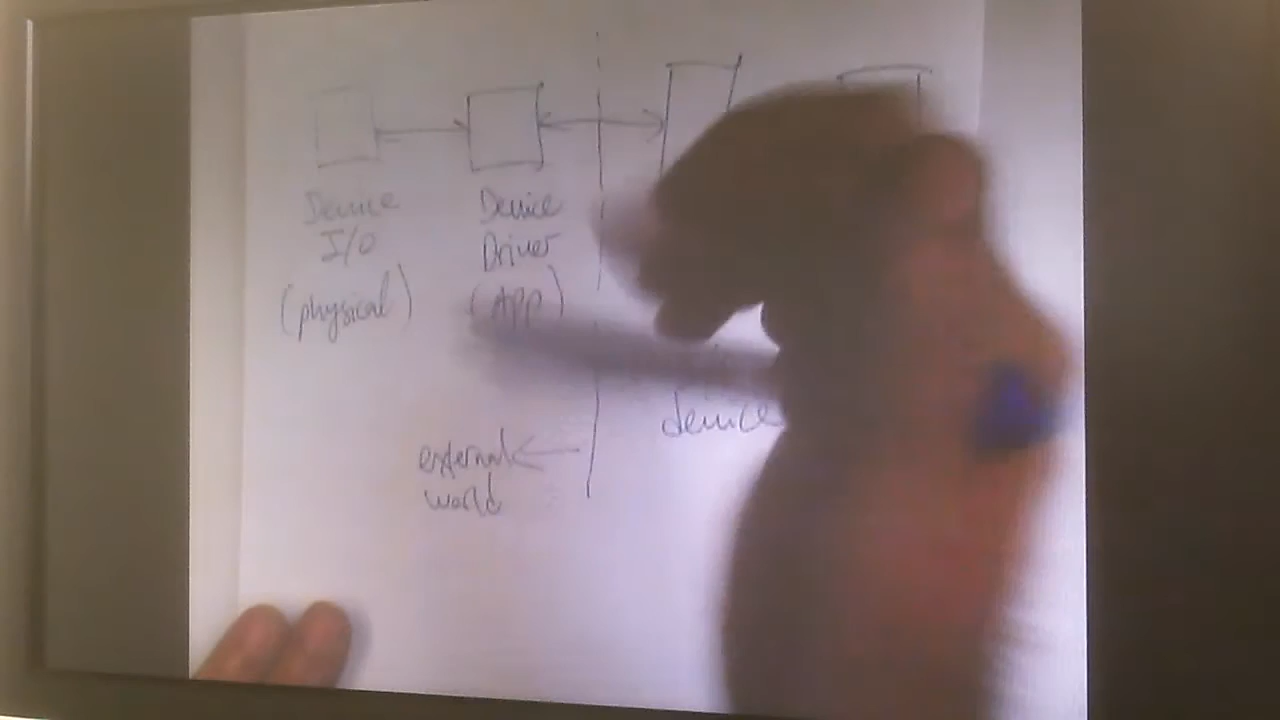 Device
I/O
(physical)
Device
Driver
(App)
device
external
world